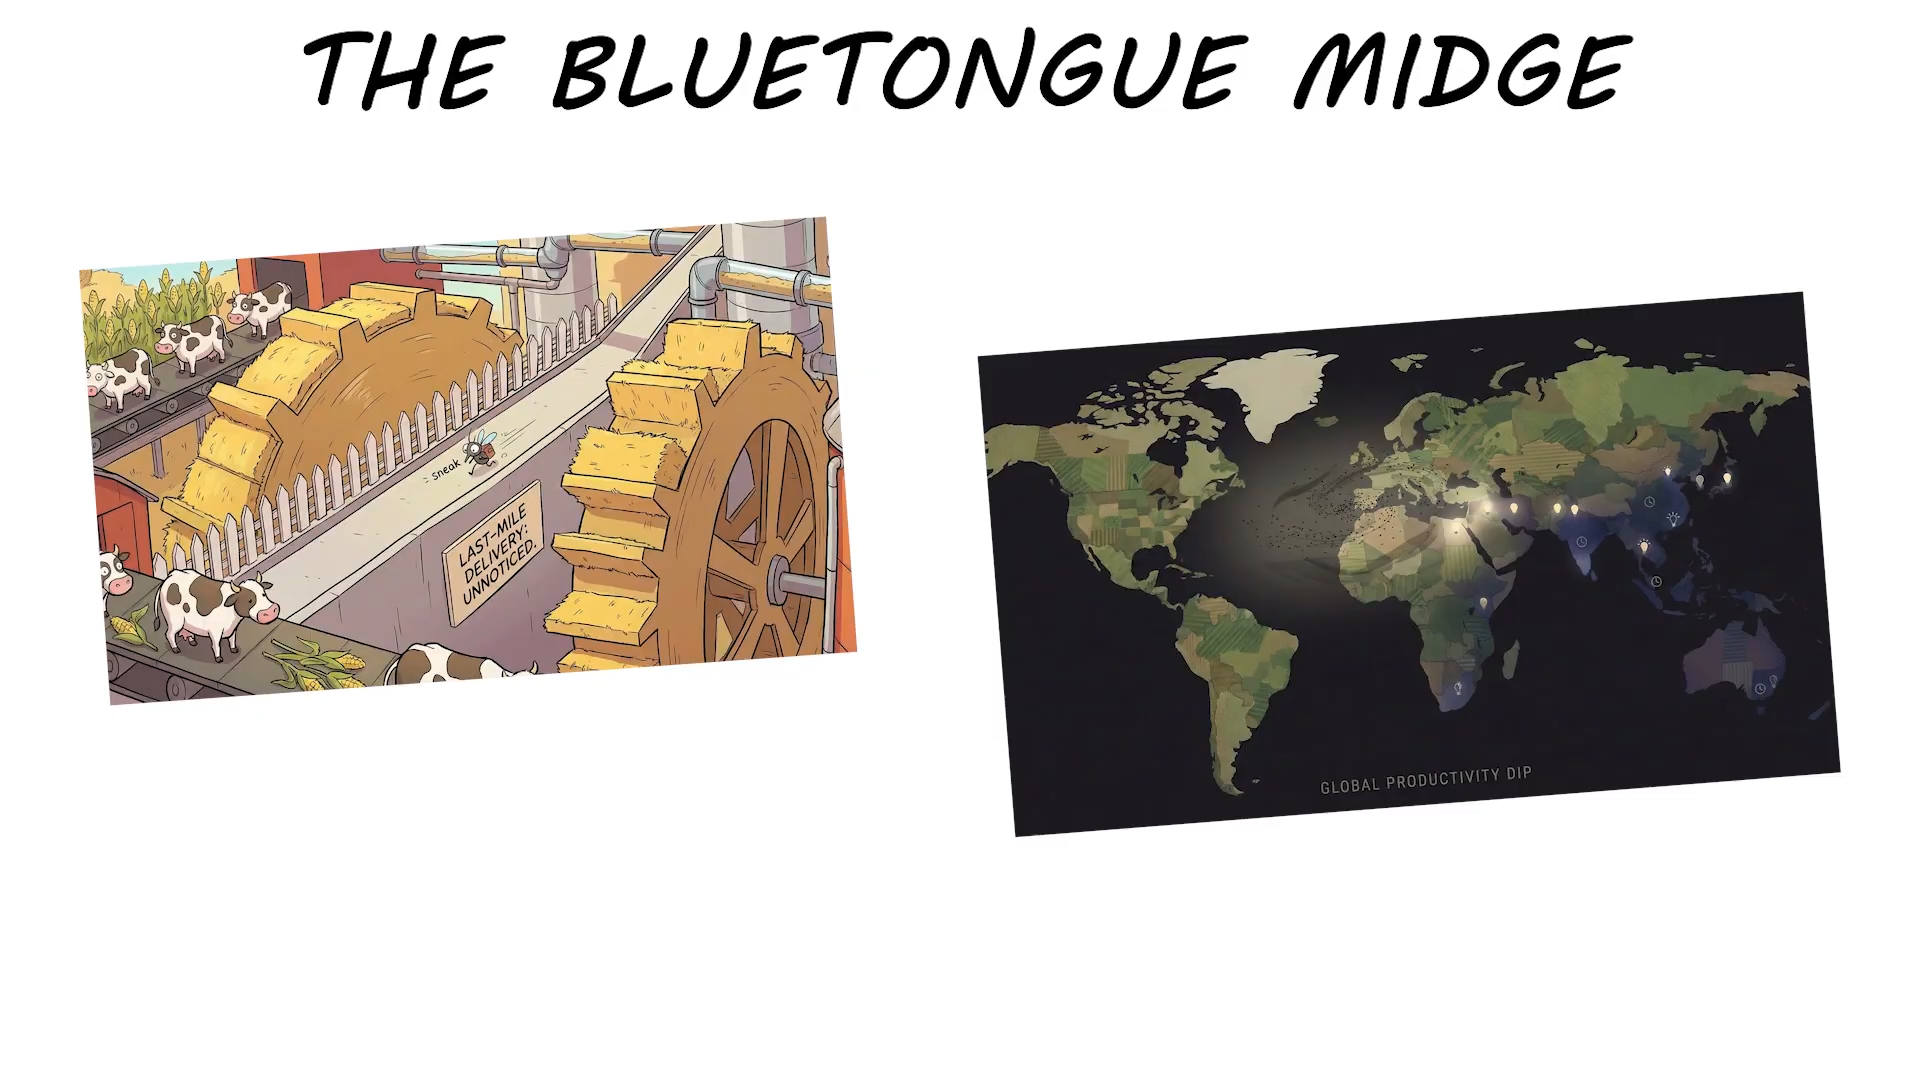 THE BLUETONGUE MIDGE
Sneak
LAST-MILE
DELIVERY:
UNNOTICED.
GLOBAL PRODUCTIVITY DIP